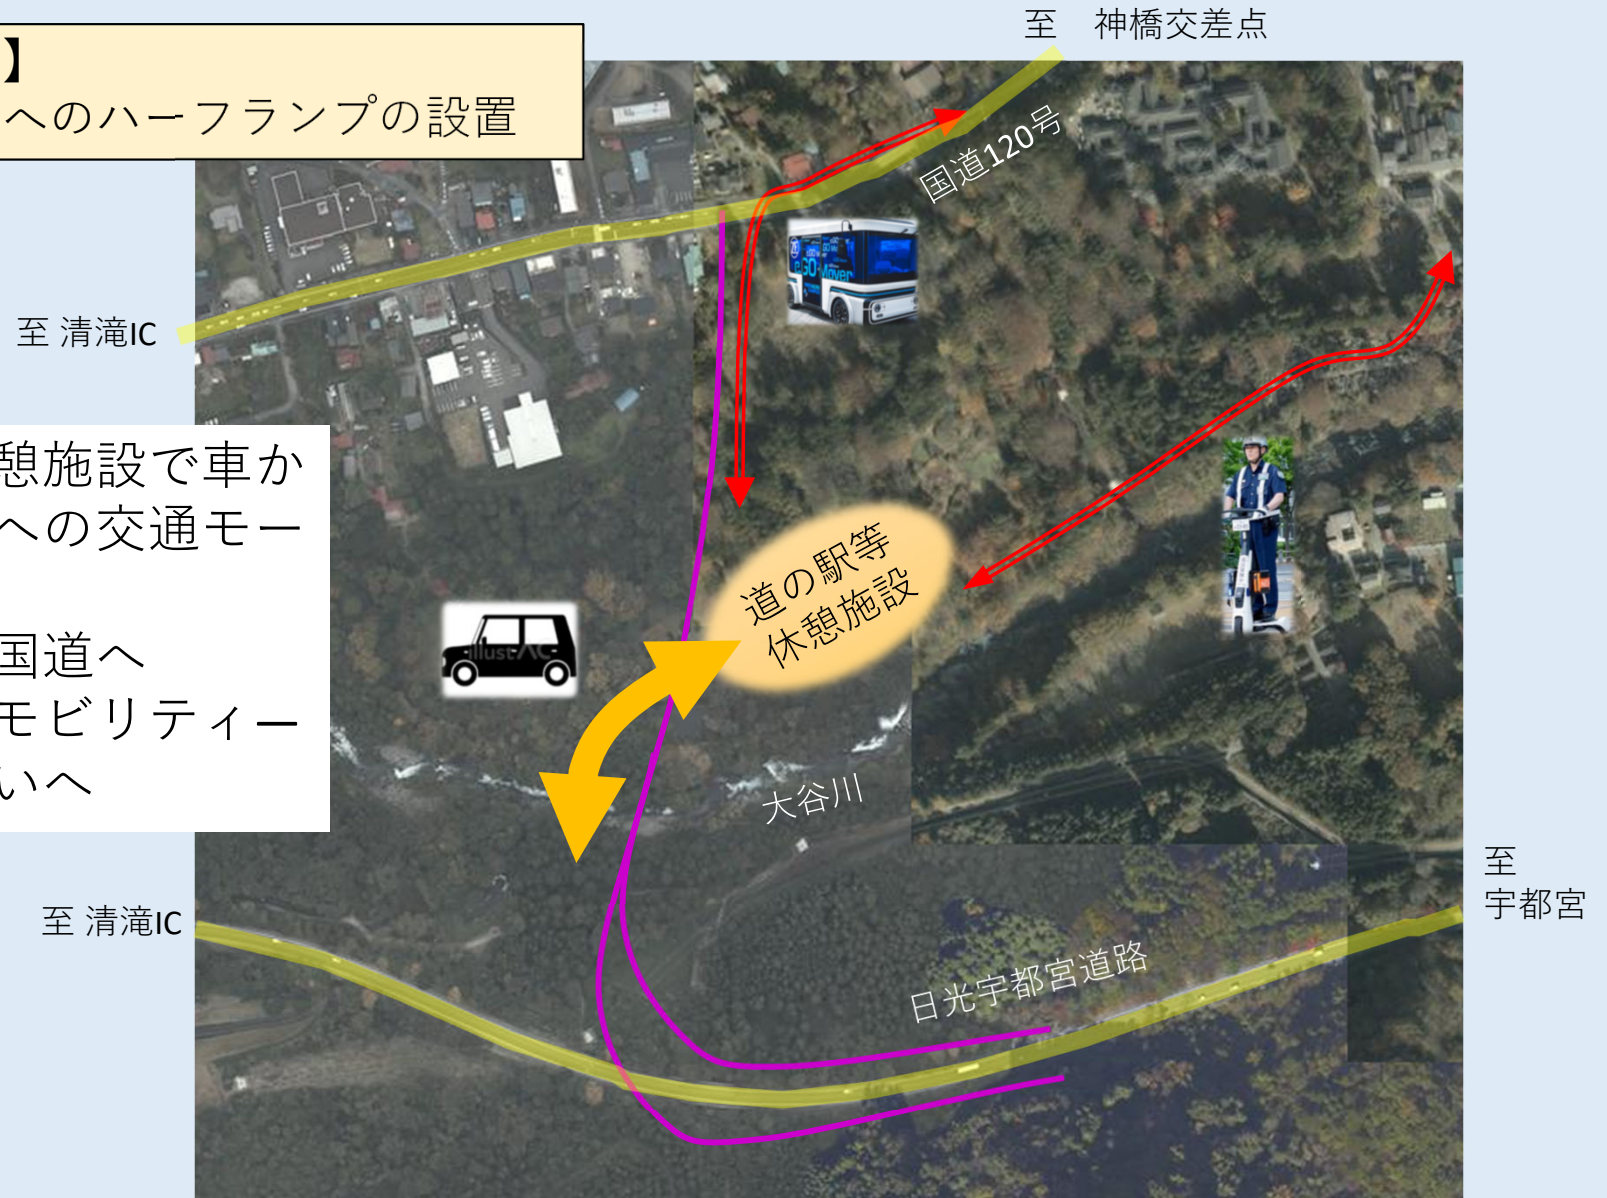 】
へのハーフランプの設置
至　神橋交差点
国道120号
e.GO Mover
至 清滝IC
憩施設で車か
への交通モー
国道へ
モビリティー
いへ
道の駅等
休憩施設
illustAC
大谷川
至 清滝IC
日光宇都宮道路
至
宇都宮